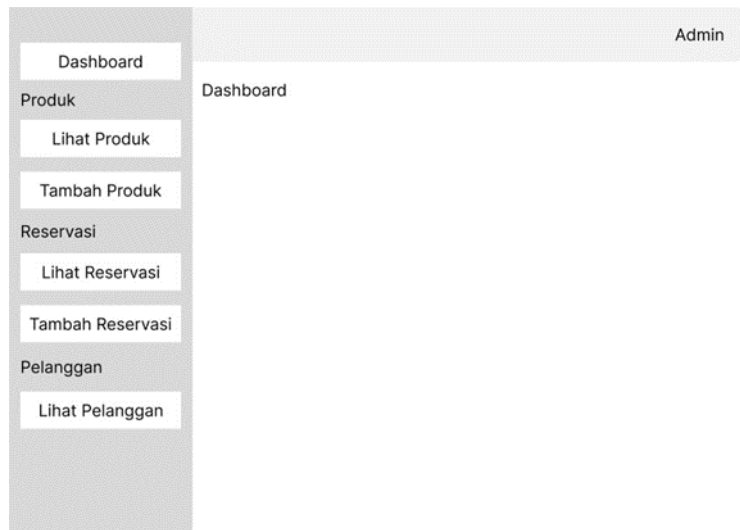 Admin
Dashboard
Produk
Lihat Produk
Tambah Produk
Reservasi
Lihat Reservasi
Tambah Reservasi
Pelanggan
Lihat Pelanggan
Dashboard